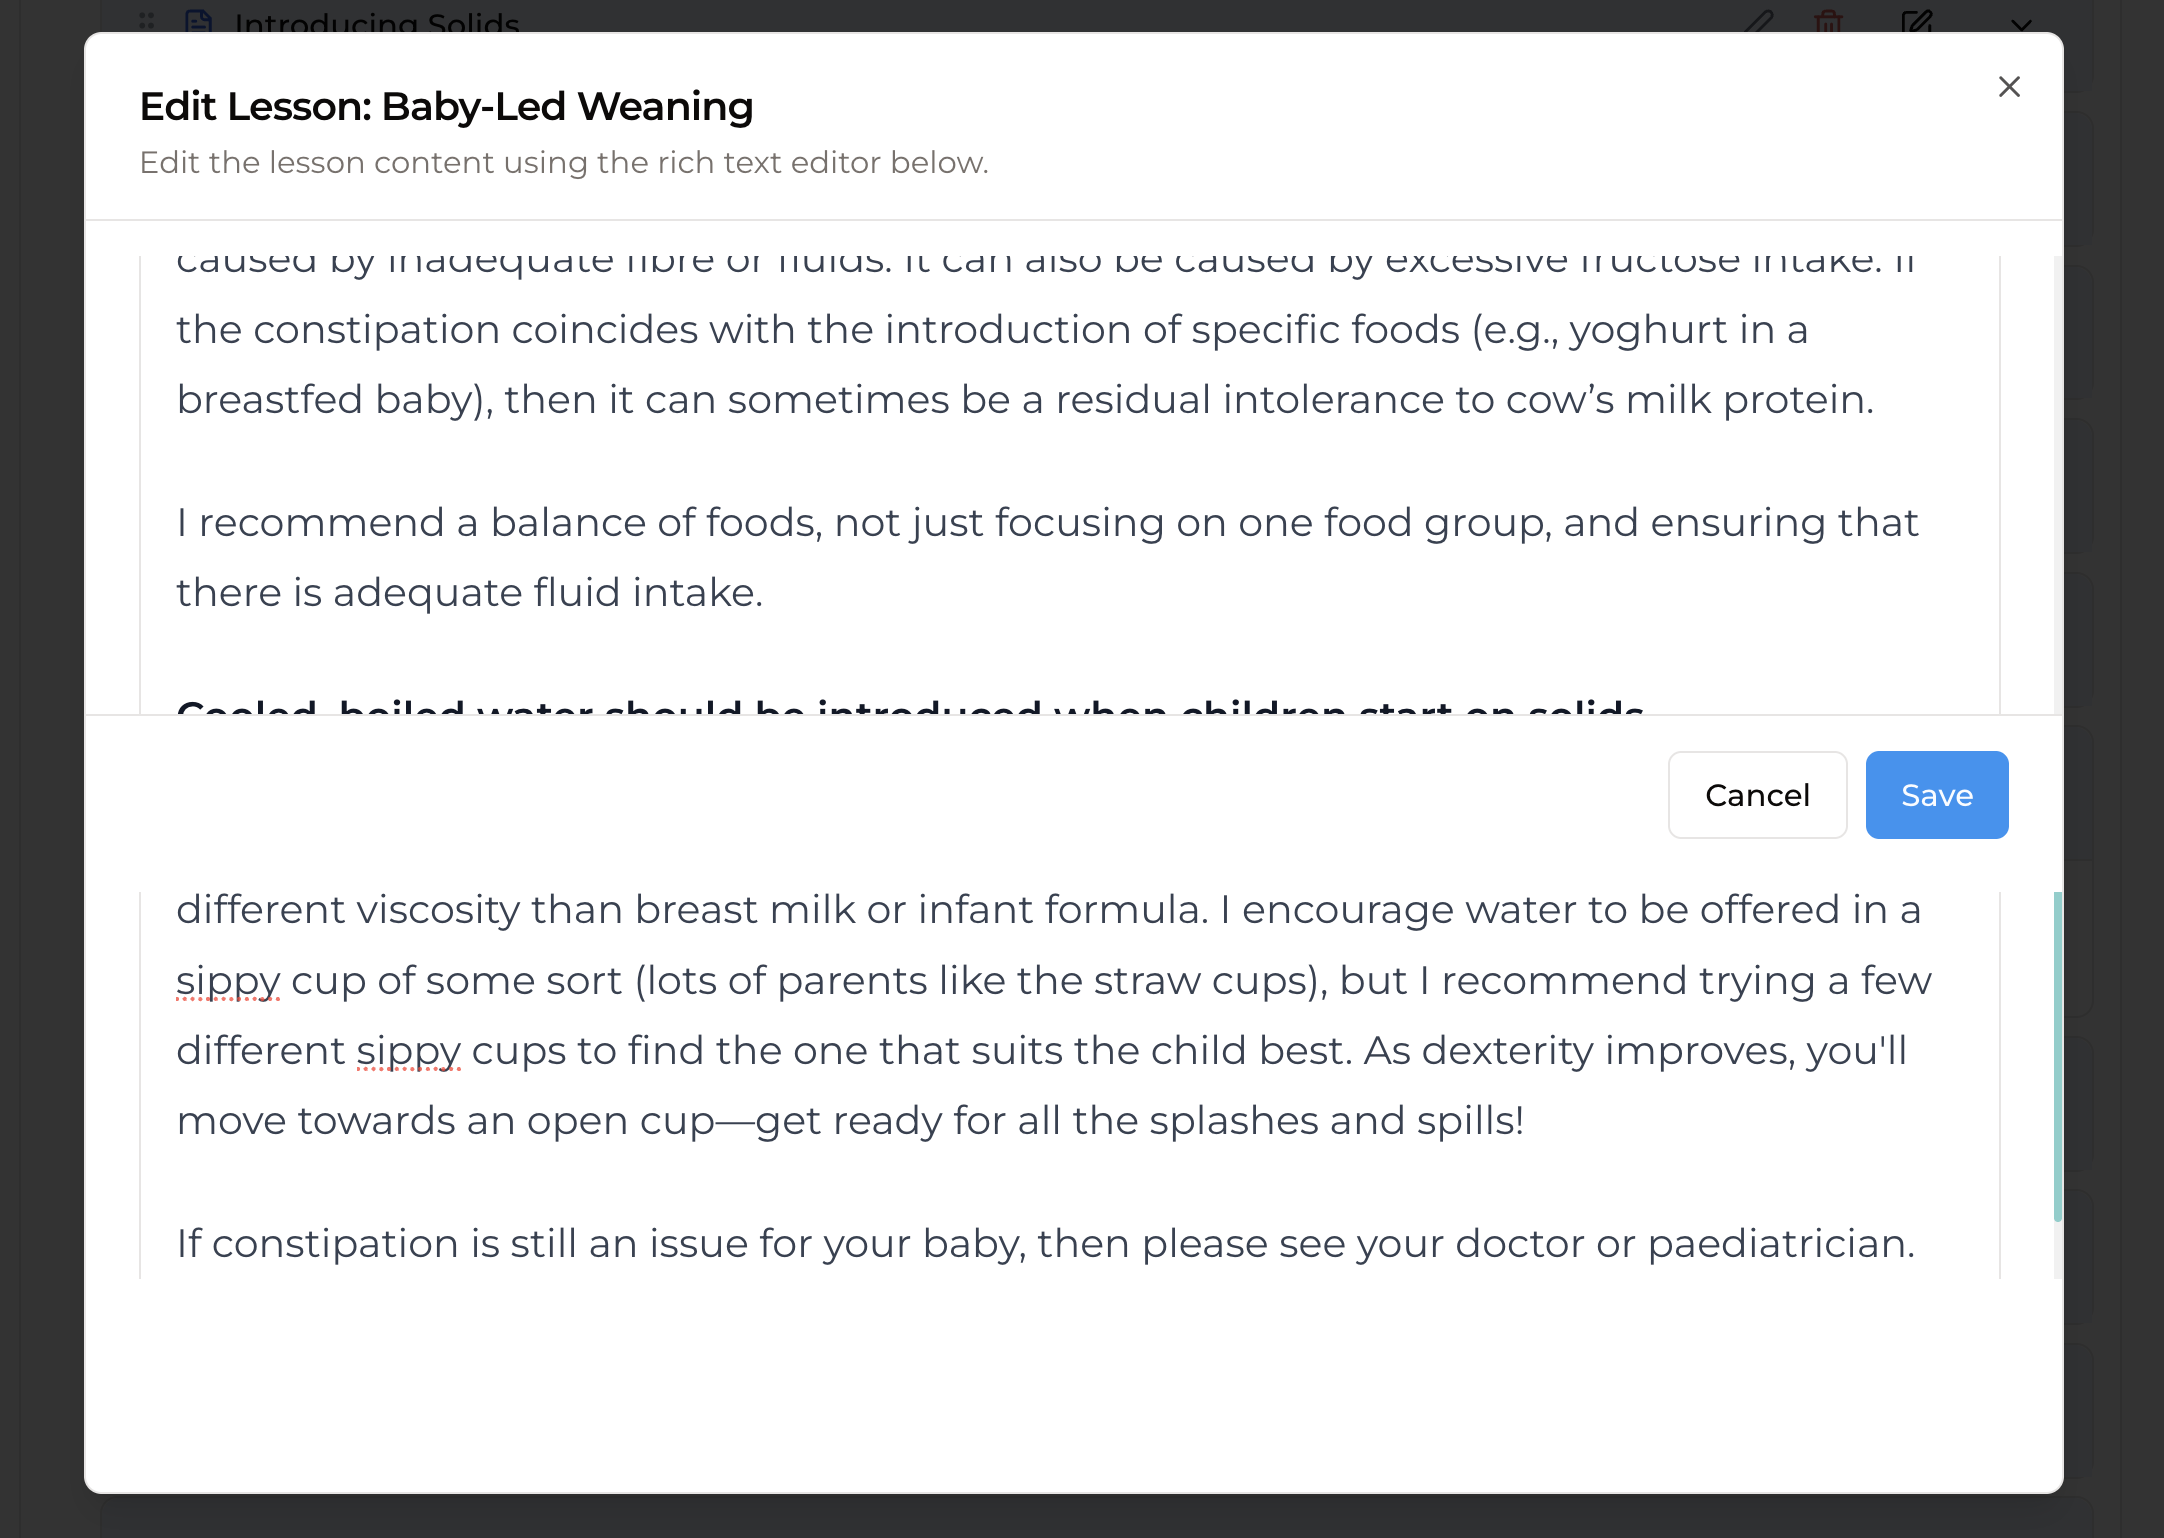 Introducing Solids
Edit Lesson: Baby-Led Weaning
Edit the lesson content using the rich text editor below.
caused by inadequate fibre or fluids. It can also be caused by excessive fructose intake. If
the constipation coincides with the introduction of specific foods (e.g., yoghurt in a
breastfed baby), then it can sometimes be a residual intolerance to cow’s milk protein.
I recommend a balance of foods, not just focusing on one food group, and ensuring that
there is adequate fluid intake.
Cooled, boiled water should be introduced when children start on solids.
Cancel
Save
different viscosity than breast milk or infant formula. I encourage water to be offered in a
sippy cup of some sort (lots of parents like the straw cups), but I recommend trying a few
different sippy cups to find the one that suits the child best. As dexterity improves, you'll
move towards an open cup—get ready for all the splashes and spills!
If constipation is still an issue for your baby, then please see your doctor or paediatrician.